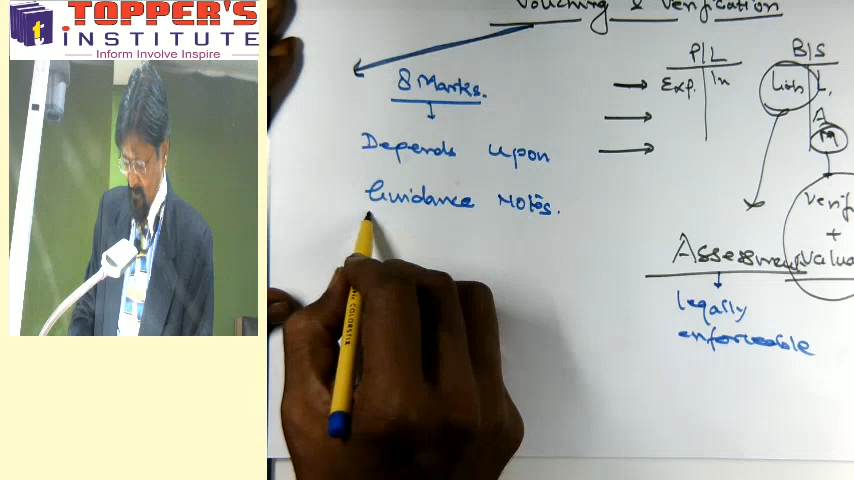 TOPPER'S
iNSTITUTE
Inform Involve Inspire
Vouching & Verification
8 Marks.
Depends upon
Guidance Notes.
P/L
Exp. In
B/S
Liab L.
A
Verif
+
Valua
Assessment
legally
enforceable